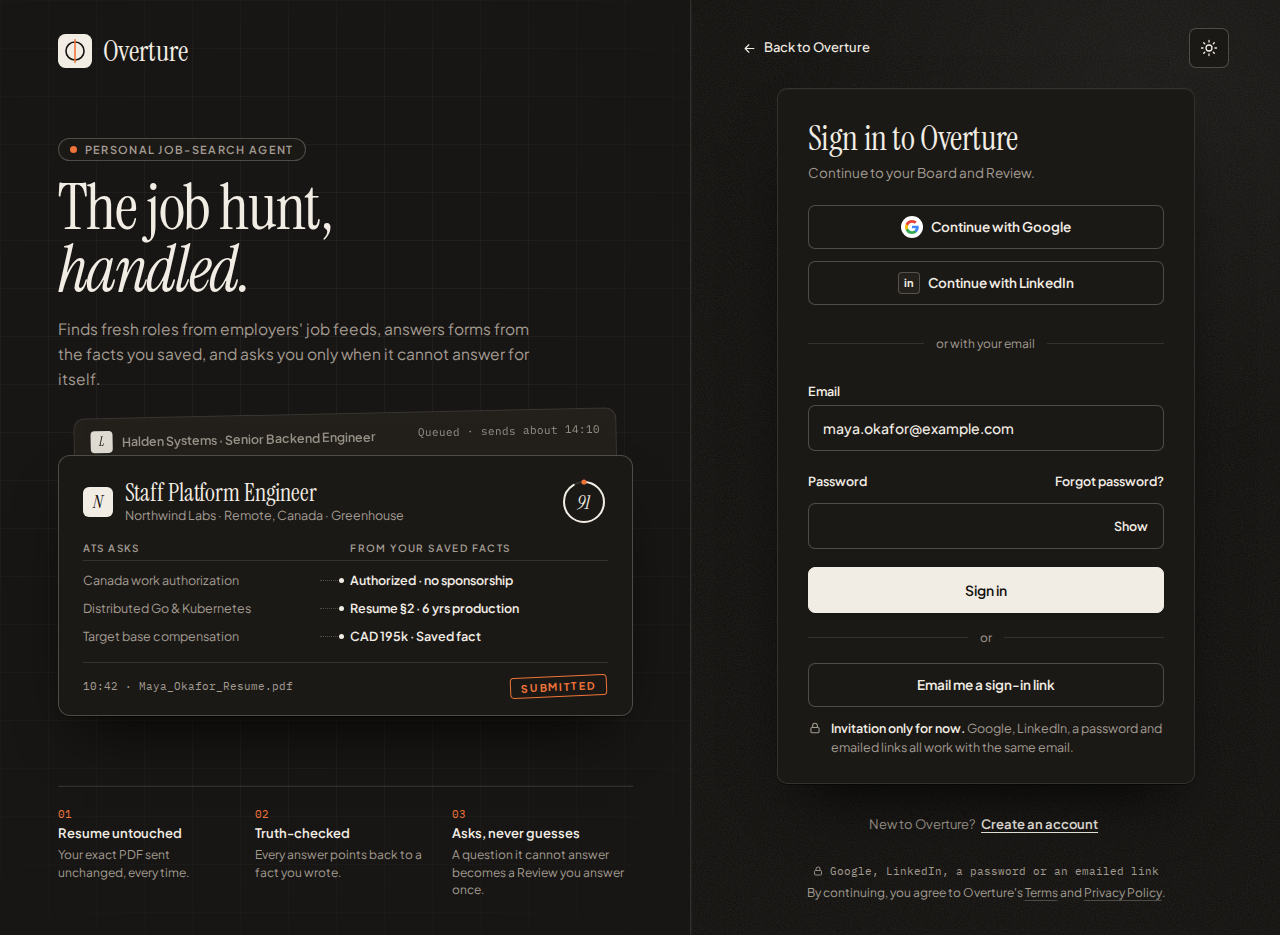 Overture
PERSONAL JOB-SEARCH AGENT
The job hunt,
handled.
Finds fresh roles from employers' job feeds, answers forms from
the facts you saved, and asks you only when it cannot answer for
itself.
L Halden Systems · Senior Backend Engineer Queued · sends about 14:10
N Staff Platform Engineer 91
Northwind Labs · Remote, Canada · Greenhouse
ATS ASKS FROM YOUR SAVED FACTS
Canada work authorization Authorized · no sponsorship
Distributed Go & Kubernetes Resume §2 · 6 yrs production
Target base compensation CAD 195k · Saved fact
10:42 · Maya_Okafor_Resume.pdf SUBMITTED
01
Resume untouched
Your exact PDF sent
unchanged, every time.
02
Truth-checked
Every answer points back to a
fact you wrote.
03
Asks, never guesses
A question it cannot answer
becomes a Review you answer
once.
← Back to Overture
Sign in to Overture
Continue to your Board and Review.
G Continue with Google
in Continue with LinkedIn
or with your email
Email
maya.okafor@example.com
Password Forgot password?
Show
Sign in
or
Email me a sign-in link
Invitation only for now. Google, LinkedIn, a password and
emailed links all work with the same email.
New to Overture? Create an account
Google, LinkedIn, a password or an emailed link
By continuing, you agree to Overture's Terms and Privacy Policy.